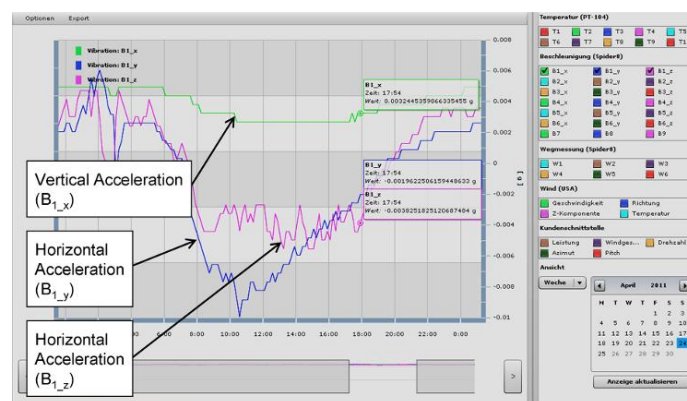 Optionen Export
Vibration: B1_x
Vibration: B1_y
Vibration: B1_z
B1_x
Zeit: 17:54
Wert: 0.0032445359066335455 g
B1_y
Zeit: 17:54
Wert: -0.001962250615944863 g
B1_z
Zeit: 17:54
Wert: -0.0038251825120687404 g
Vertical Acceleration
(B1_x)
Horizontal
Acceleration
(B1_y)
Horizontal
Acceleration
(B1_z)
0.008
0.006
0.004
0.002
0
-0.002
-0.004
-0.006
-0.008
-0.01
[g]
6:00 8:00 10:00 12:00 14:00 16:00 18:00 20:00 22:00 0:00
>
Temperatur (PT-104)
T1 T2 T3 T4 T5
T6 T7 T8 T9 T1
Beschleunigung (Spider8)
B1_x B1_y B1_z
B2_x B2_y B2_z
B3_x B3_y B3_z
B4_x B4_y B4_z
B5_x B5_y B5_z
B6_x B6_y B6_z
B7 B8 B9
Wegmessung (Spider8)
W1 W2 W3
W4 W5 W6
Wind (USA)
Geschwindigkeit Richtung
Z-Komponente Temperatur
Kundenschnittstelle
Leistung Windges... Drehzahl
Azimut Pitch
Ansicht
Woche April 2011
M T W T F S S
1 2 3
4 5 6 7 8 9 10
11 12 13 14 15 16 17
18 19 20 21 22 23 24
25 26 27 28 29 30
Anzeige aktualisieren